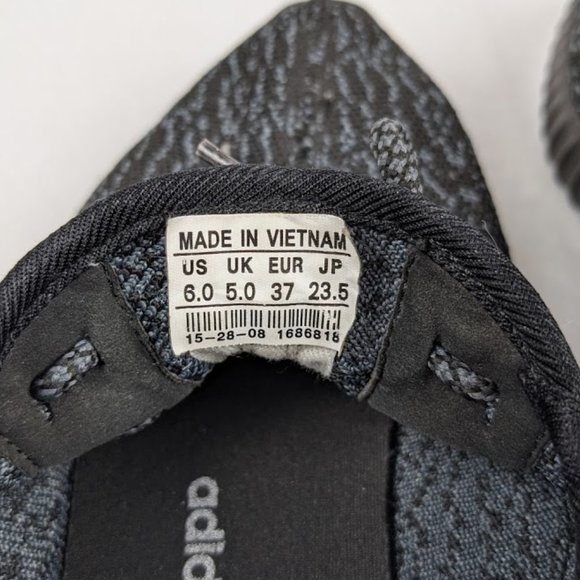 MADE IN VIETNAM
US UK EUR JP
6.0 5.0 37 23.5
15-28-08 1686818
adid